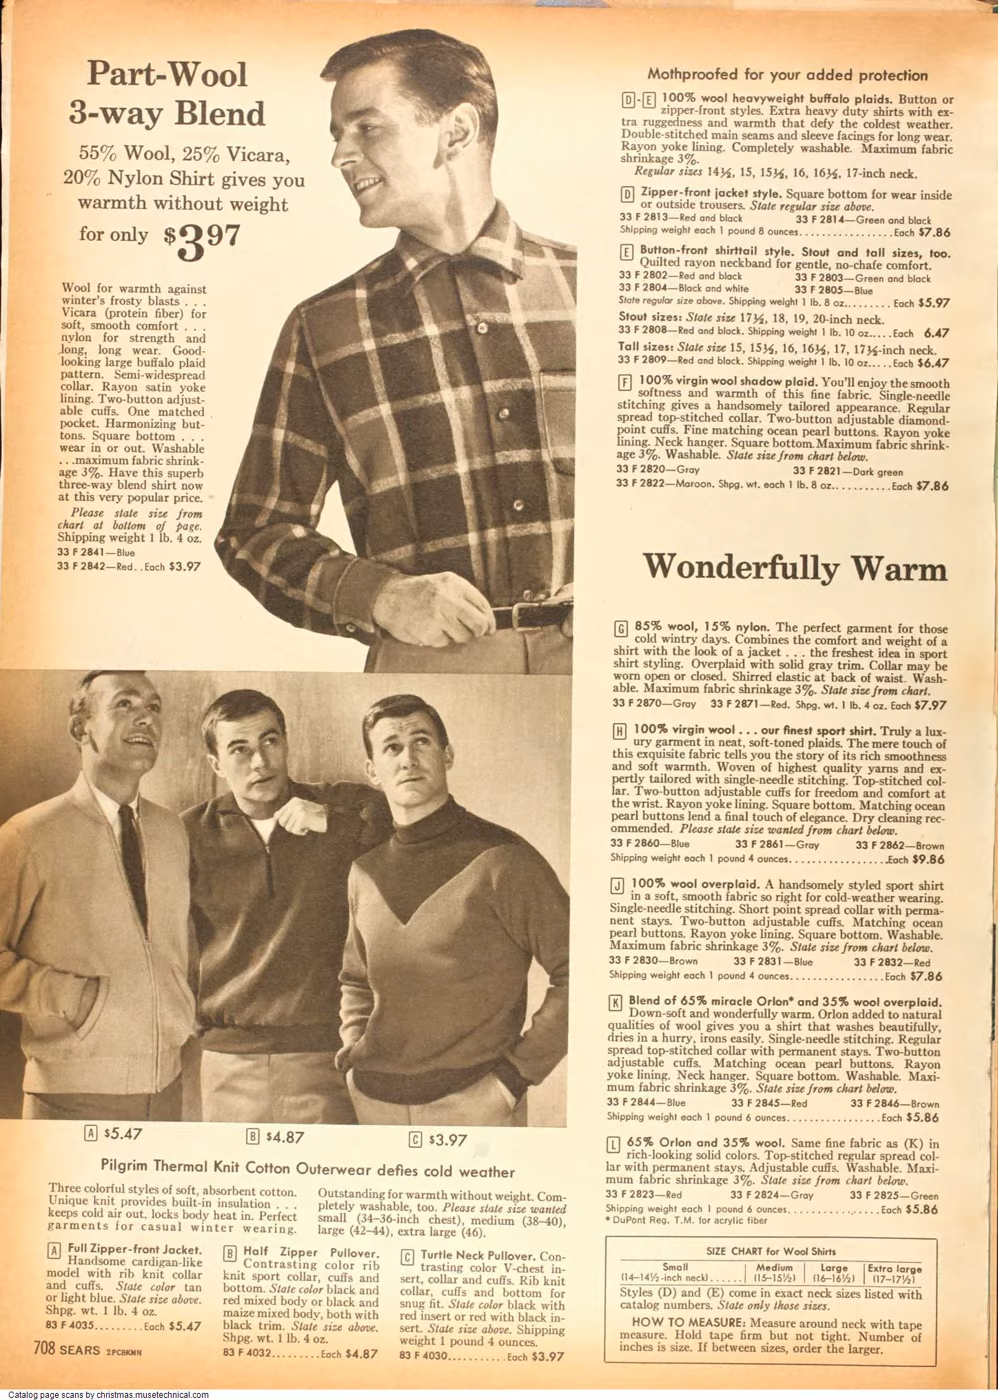 Part-Wool
3-way Blend
55% Wool, 25% Vicara,
20% Nylon Shirt gives you
warmth without weight
for only $3.97
Wool for warmth against
winter's frosty blasts . . .
Vicara (protein fiber) for
soft, smooth comfort . . .
nylon for strength and
long, long wear. Good-
looking large buffalo plaid
pattern. Semi-widespread
collar. Rayon satin yoke
lining. Two-button adjust-
able cuffs. One matched
pocket. Harmonizing but-
tons. Square bottom . . .
wear in or out. Washable
. . .maximum fabric shrink-
age 3%. Have this superb
three-way blend shirt now
at this very popular price.
Please state size from
chart at bottom of page.
Shipping weight 1 lb. 4 oz.
33 F 2841—Blue
33 F 2842—Red. . Each $3.97
A $5.47
B $4.87
C $3.97
Pilgrim Thermal Knit Cotton Outerwear defies cold weather
Three colorful styles of soft, absorbent cotton.
Unique knit provides built-in insulation . . .
keeps cold air out, locks body heat in. Perfect
garments for casual winter wearing.
Outstanding for warmth without weight. Com-
pletely washable, too. Please state size wanted
small (34-36-inch chest), medium (38-40),
large (42-44), extra large (46).
A Full Zipper-front Jacket.
Handsome cardigan-like
model with rib knit collar
and cuffs. State color tan
or light blue. State size above.
Shpg. wt. 1 lb. 4 oz.
83 F 4035.........Each $5.47
B Half Zipper Pullover.
Contrasting color rib
knit sport collar, cuffs and
bottom. State color black and
red mixed body or black and
maize mixed body, both with
black trim. State size above.
Shpg. wt. 1 lb. 4 oz.
83 F 4032.........Each $4.87
C Turtle Neck Pullover. Con-
trasting color V-chest in-
sert, collar and cuffs. Rib knit
collar, cuffs and bottom for
snug fit. State color black with
red insert or red with black in-
sert. State size above. Shipping
weight 1 pound 4 ounces.
83 F 4030..........Each $3.97
708 SEARS 2PCBKMN
Mothproofed for your added protection
D-E 100% wool heavyweight buffalo plaids. Button or
zipper-front styles. Extra heavy duty shirts with ex-
tra ruggedness and warmth that defy the coldest weather.
Double-stitched main seams and sleeve facings for long wear.
Rayon yoke lining. Completely washable. Maximum fabric
shrinkage 3%.
Regular sizes 14½, 15, 15½, 16, 16½, 17-inch neck.
D Zipper-front jacket style. Square bottom for wear inside
or outside trousers. State regular size above.
33 F 2813—Red and black 33 F 2814—Green and black
Shipping weight each 1 pound 8 ounces.................Each $7.86
E Button-front shirttail style. Stout and tall sizes, too.
Quilted rayon neckband for gentle, no-chafe comfort.
33 F 2802—Red and black 33 F 2803—Green and black
33 F 2804—Black and white 33 F 2805—Blue
State regular size above. Shipping weight 1 lb. 8 oz......... Each $5.97
Stout sizes: State size 17½, 18, 19, 20-inch neck.
33 F 2808—Red and black. Shipping weight 1 lb. 10 oz.....Each 6.47
Tall sizes: State size 15, 15½, 16, 16½, 17, 17½-inch neck.
33 F 2809—Red and black. Shipping weight 1 lb. 10 oz.....Each $6.47
F 100% virgin wool shadow plaid. You'll enjoy the smooth
softness and warmth of this fine fabric. Single-needle
stitching gives a handsomely tailored appearance. Regular
spread top-stitched collar. Two-button adjustable diamond-
point cuffs. Fine matching ocean pearl buttons. Rayon yoke
lining. Neck hanger. Square bottom. Maximum fabric shrink-
age 3%. Washable. State size from chart below.
33 F 2820—Gray 33 F 2821—Dark green
33 F 2822—Maroon. Shpg. wt. each 1 lb. 8 oz...........Each $7.86
Wonderfully Warm
G 85% wool, 15% nylon. The perfect garment for those
cold wintry days. Combines the comfort and weight of a
shirt with the look of a jacket . . . the freshest idea in sport
shirt styling. Overplaid with solid gray trim. Collar may be
worn open or closed. Shirred elastic at back of waist. Wash-
able. Maximum fabric shrinkage 3%. State size from chart.
33 F 2870—Gray 33 F 2871—Red. Shpg. wt. 1 lb. 4 oz. Each $7.97
H 100% virgin wool . . . our finest sport shirt. Truly a lux-
ury garment in neat, soft-toned plaids. The mere touch of
this exquisite fabric tells you the story of its rich smoothness
and soft warmth. Woven of highest quality yarns and ex-
pertly tailored with single-needle stitching. Top-stitched col-
lar. Two-button adjustable cuffs for freedom and comfort at
the wrist. Rayon yoke lining. Square bottom. Matching ocean
pearl buttons lend a final touch of elegance. Dry cleaning rec-
ommended. Please state size wanted from chart below.
33 F 2860—Blue 33 F 2861—Gray 33 F 2862—Brown
Shipping weight each 1 pound 4 ounces.................Each $9.86
J 100% wool overplaid. A handsomely styled sport shirt
in a soft, smooth fabric so right for cold-weather wearing.
Single-needle stitching. Short point spread collar with perma-
nent stays. Two-button adjustable cuffs. Matching ocean
pearl buttons. Rayon yoke lining. Square bottom. Washable.
Maximum fabric shrinkage 3%. State size from chart below.
33 F 2830—Brown 33 F 2831—Blue 33 F 2832—Red
Shipping weight each 1 pound 4 ounces.................Each $7.86
K Blend of 65% miracle Orlon* and 35% wool overplaid.
Down-soft and wonderfully warm. Orlon added to natural
qualities of wool gives you a shirt that washes beautifully,
dries in a hurry, irons easily. Single-needle stitching. Regular
spread top-stitched collar with permanent stays. Two-button
adjustable cuffs. Matching ocean pearl buttons. Rayon
yoke lining. Neck hanger. Square bottom. Washable. Maxi-
mum fabric shrinkage 3%. State size from chart below.
33 F 2844—Blue 33 F 2845—Red 33 F 2846—Brown
Shipping weight each 1 pound 6 ounces.................Each $5.86
L 65% Orlon and 35% wool. Same fine fabric as (K) in
rich-looking solid colors. Top-stitched regular spread col-
lar with permanent stays. Adjustable cuffs. Washable. Maxi-
mum fabric shrinkage 3%. State size from chart below.
33 F 2823—Red 33 F 2824—Gray 33 F 2825—Green
Shipping weight each 1 pound 6 ounces.................Each $5.86
* DuPont Reg. T.M. for acrylic fiber
SIZE CHART for Wool Shirts
Small Medium Large Extra large
(14-14½-inch neck)...... (15-15½) (16-16½) (17-17½)
Styles (D) and (E) come in exact neck sizes listed with
catalog numbers. State only those sizes.
HOW TO MEASURE: Measure around neck with tape
measure. Hold tape firm but not tight. Number of
inches is size. If between sizes, order the larger.
Catalog page scans by christmas.musetechnical.com